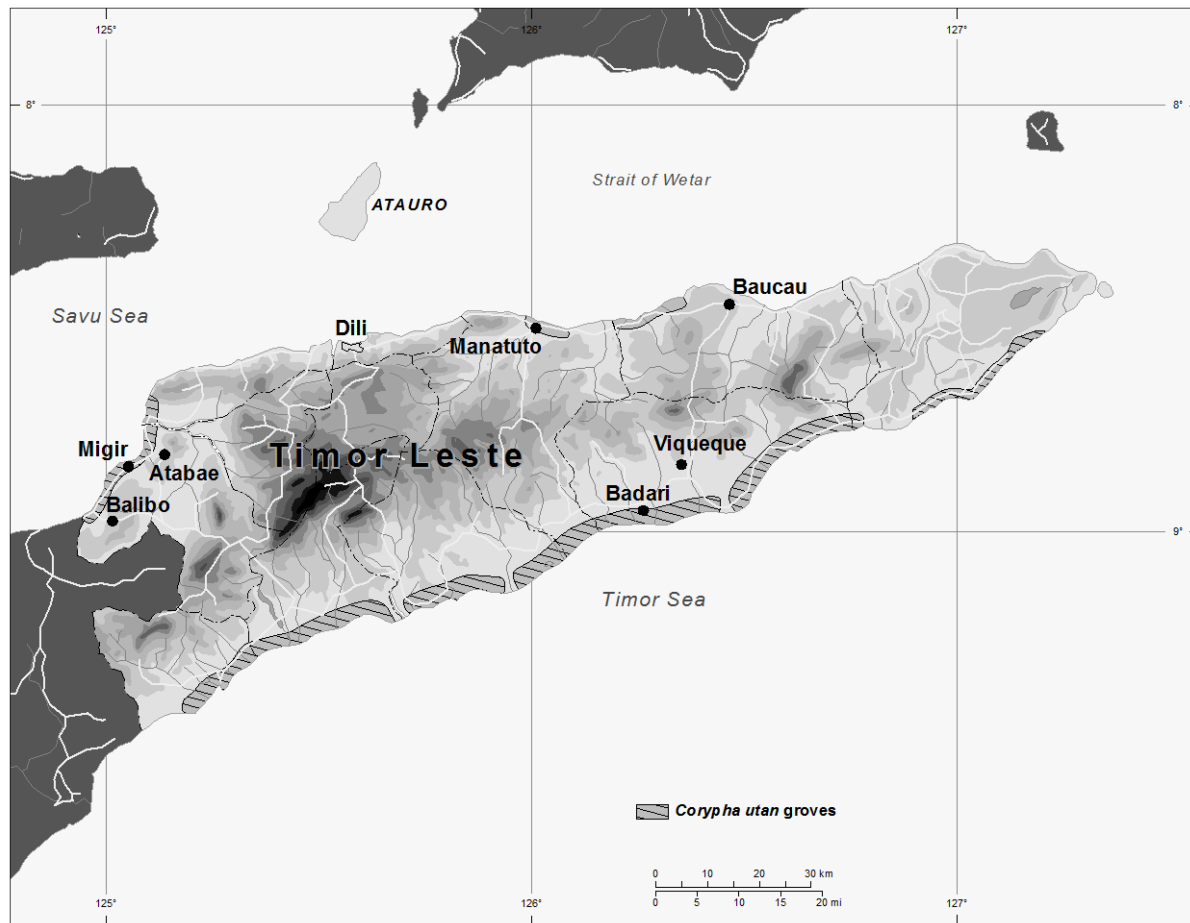 125° 126° 127°
8° 8°
Strait of Wetar
ATAURO
Baucau
Savu Sea
Dili
Manatuto
Migir
Timor Leste
Viqueque
Atabae
Badari
Balibo
9°
Timor Sea
Corypha utan groves
0 10 20 30 km
0 5 10 15 20 mi
125° 126° 127°